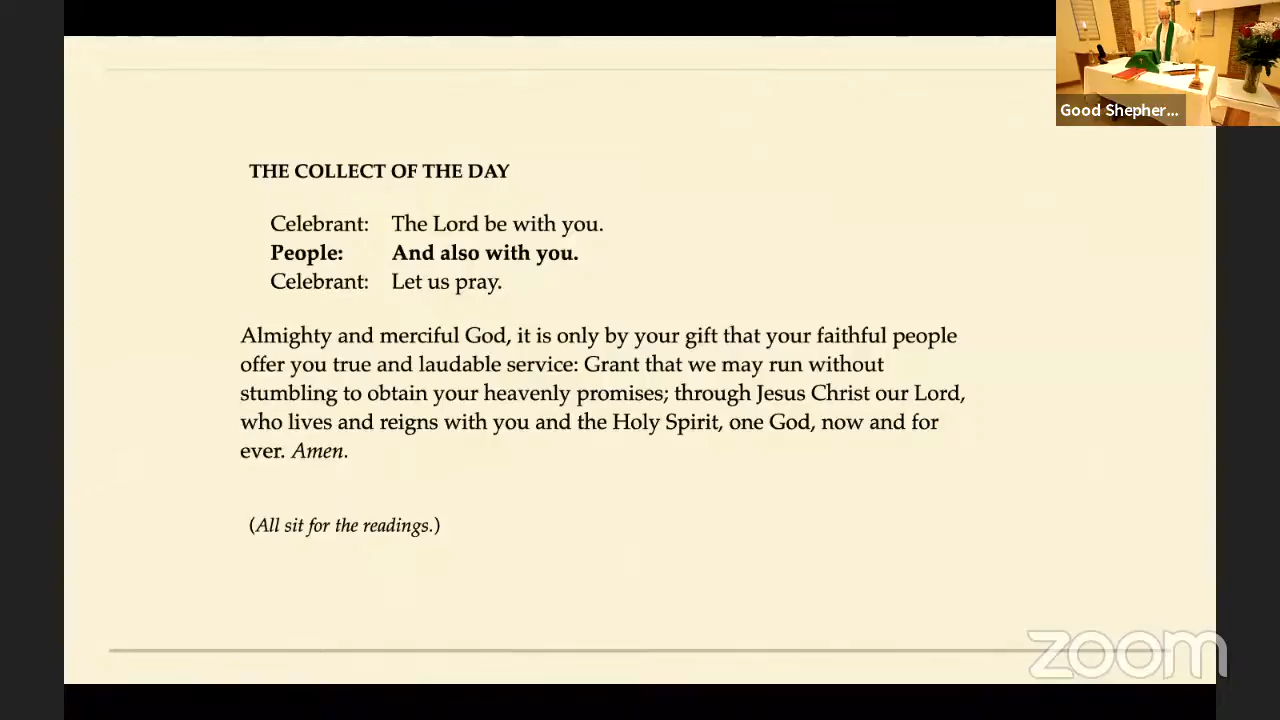 Good Shepher...
THE COLLECT OF THE DAY
Celebrant: The Lord be with you.
People: And also with you.
Celebrant: Let us pray.
Almighty and merciful God, it is only by your gift that your faithful people
offer you true and laudable service: Grant that we may run without
stumbling to obtain your heavenly promises; through Jesus Christ our Lord,
who lives and reigns with you and the Holy Spirit, one God, now and for
ever. Amen.
(All sit for the readings.)
zoom